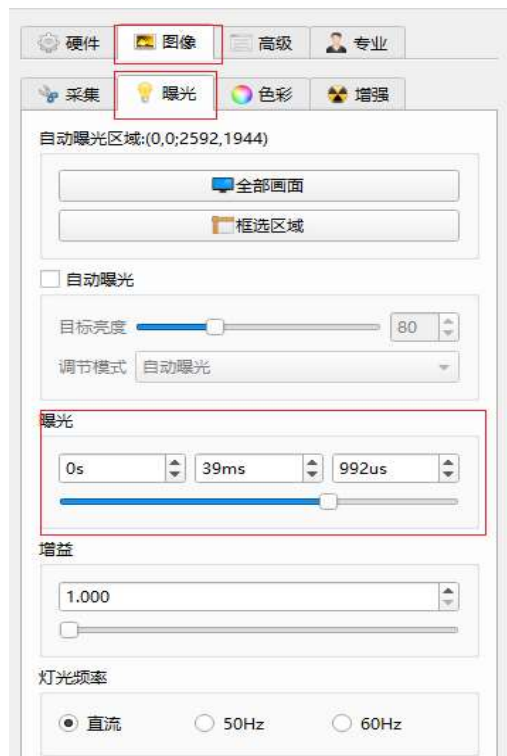 硬件 图像 高级 专业
采集 曝光 色彩 增强
自动曝光区域:(0,0;2592,1944)
全部画面
框选区域
自动曝光
目标亮度 80
调节模式 自动曝光
曝光
0s 39ms 992us
增益
1.000
灯光频率
直流 50Hz 60Hz